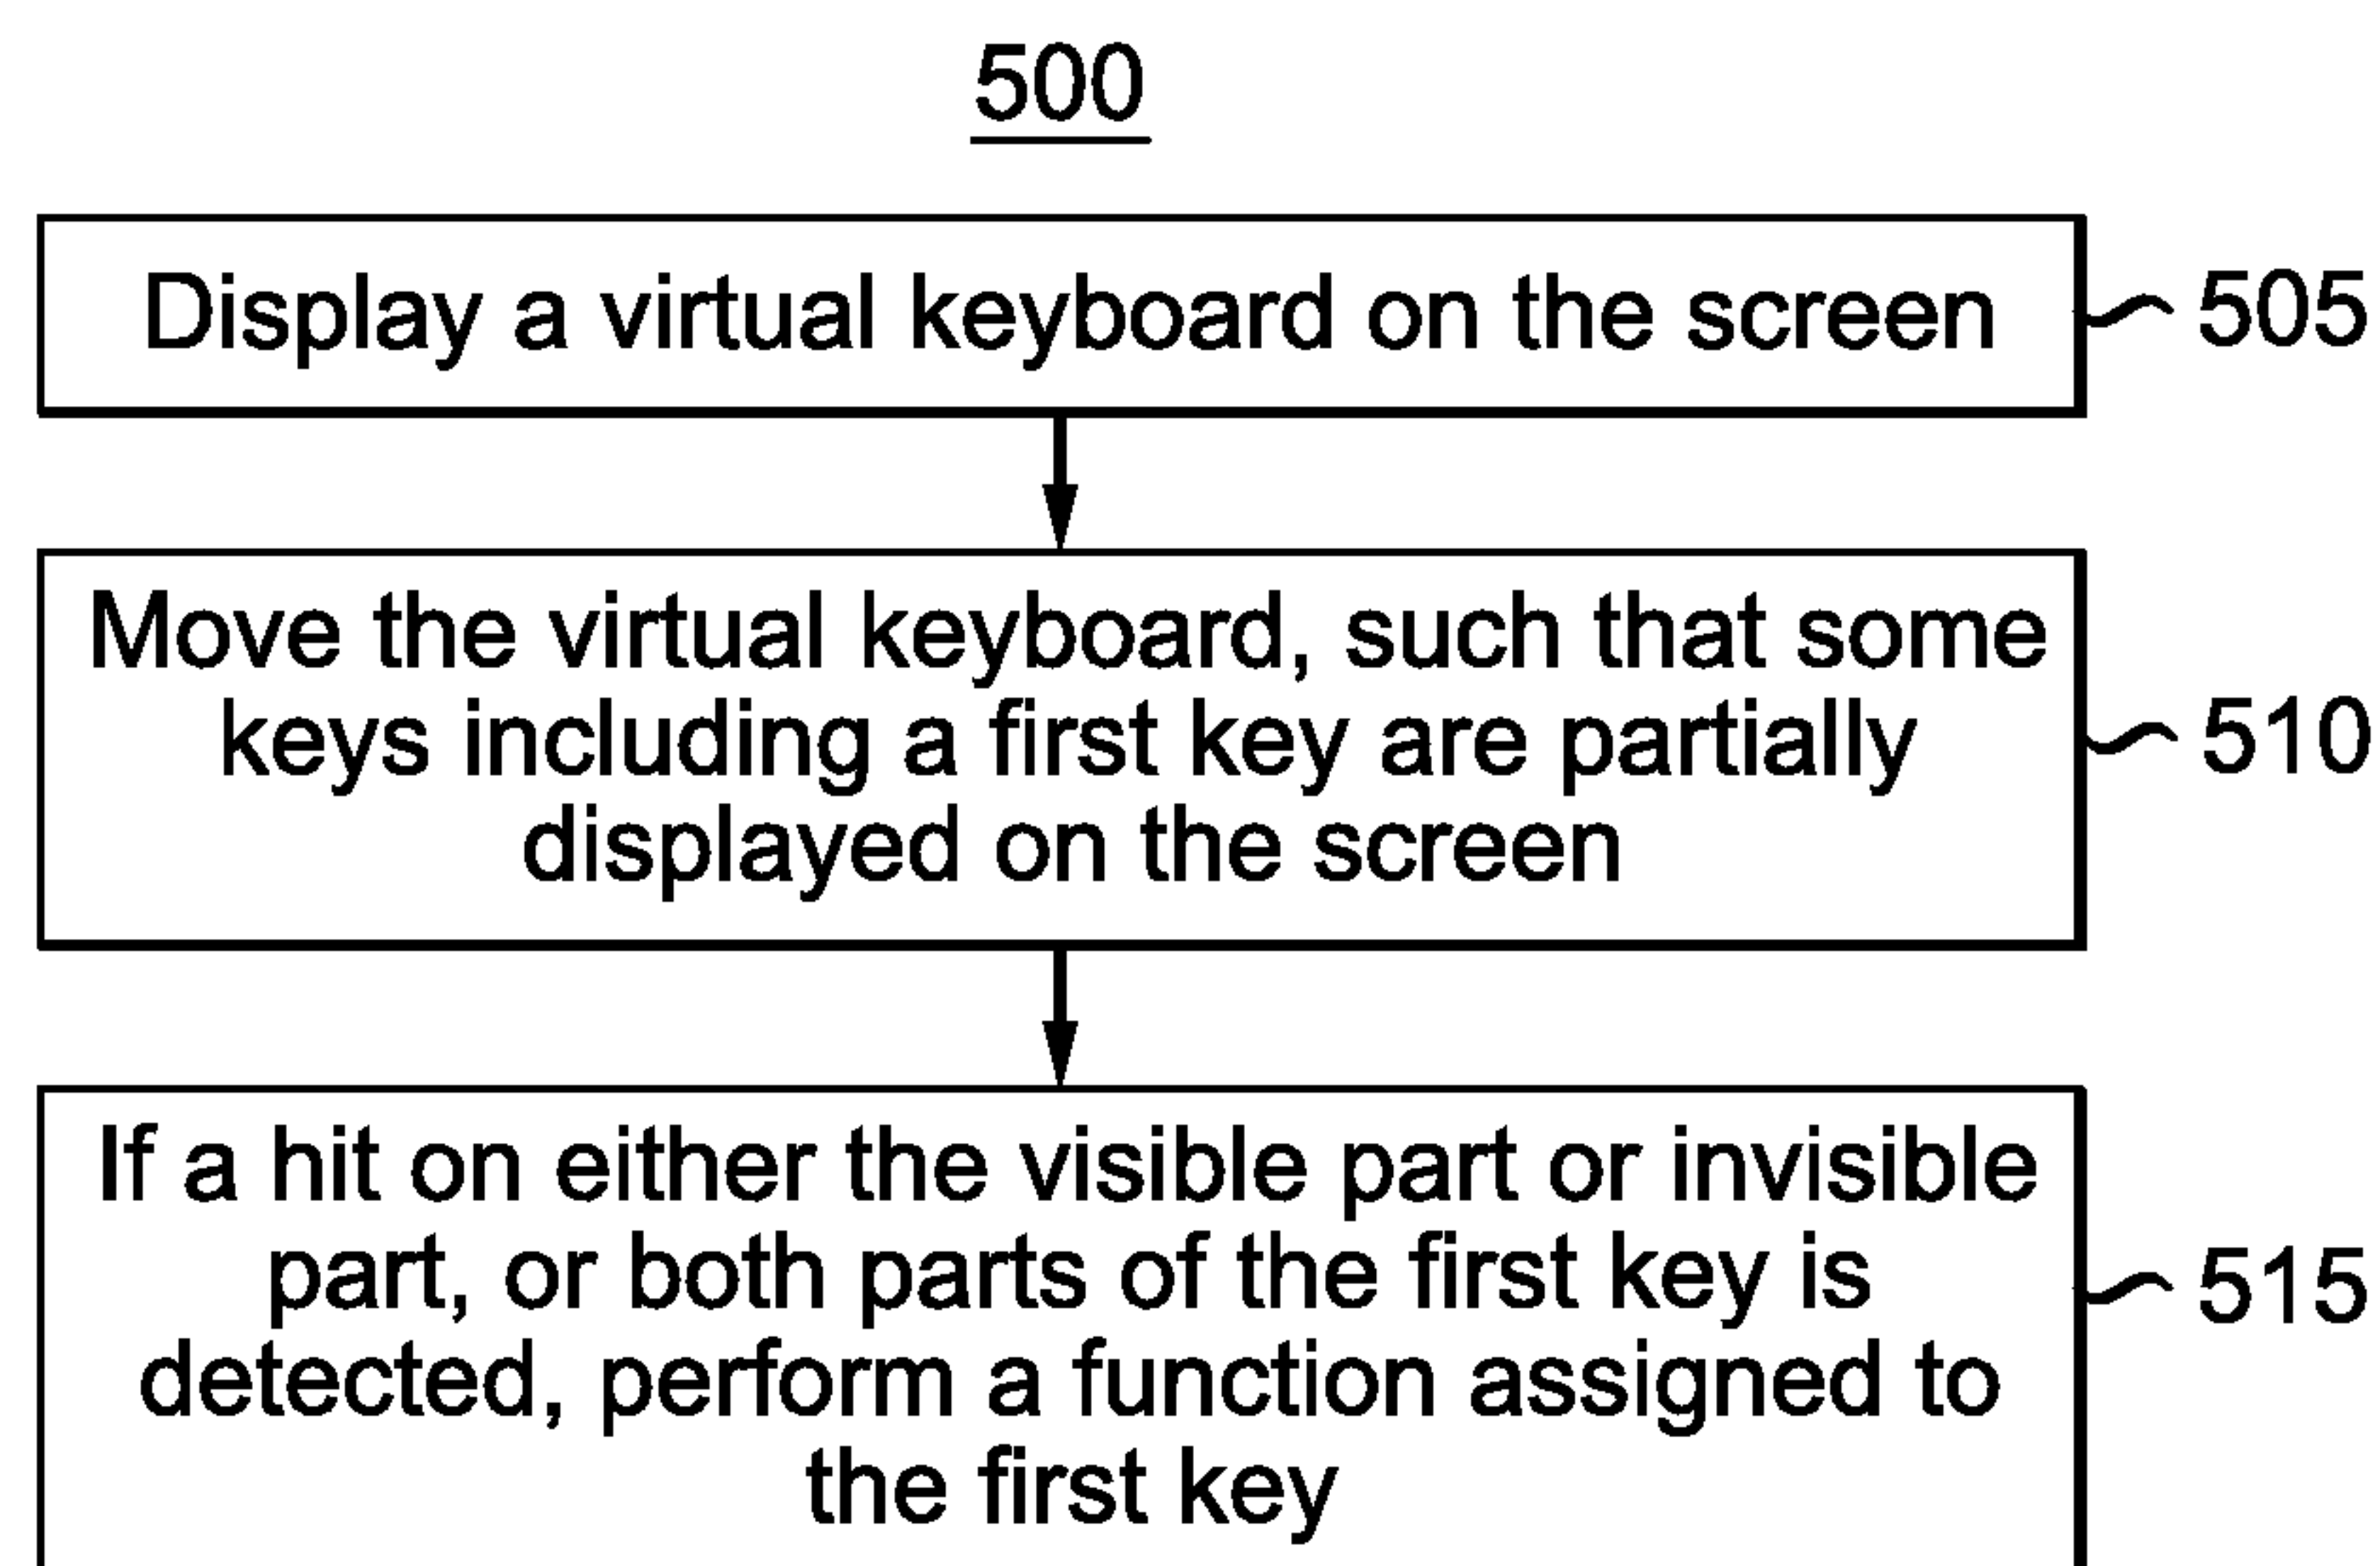 500
Display a virtual keyboard on the screen
505
Move the virtual keyboard, such that some
keys including a first key are partially
displayed on the screen
510
If a hit on either the visible part or invisible
part, or both parts of the first key is
detected, perform a function assigned to
the first key
515